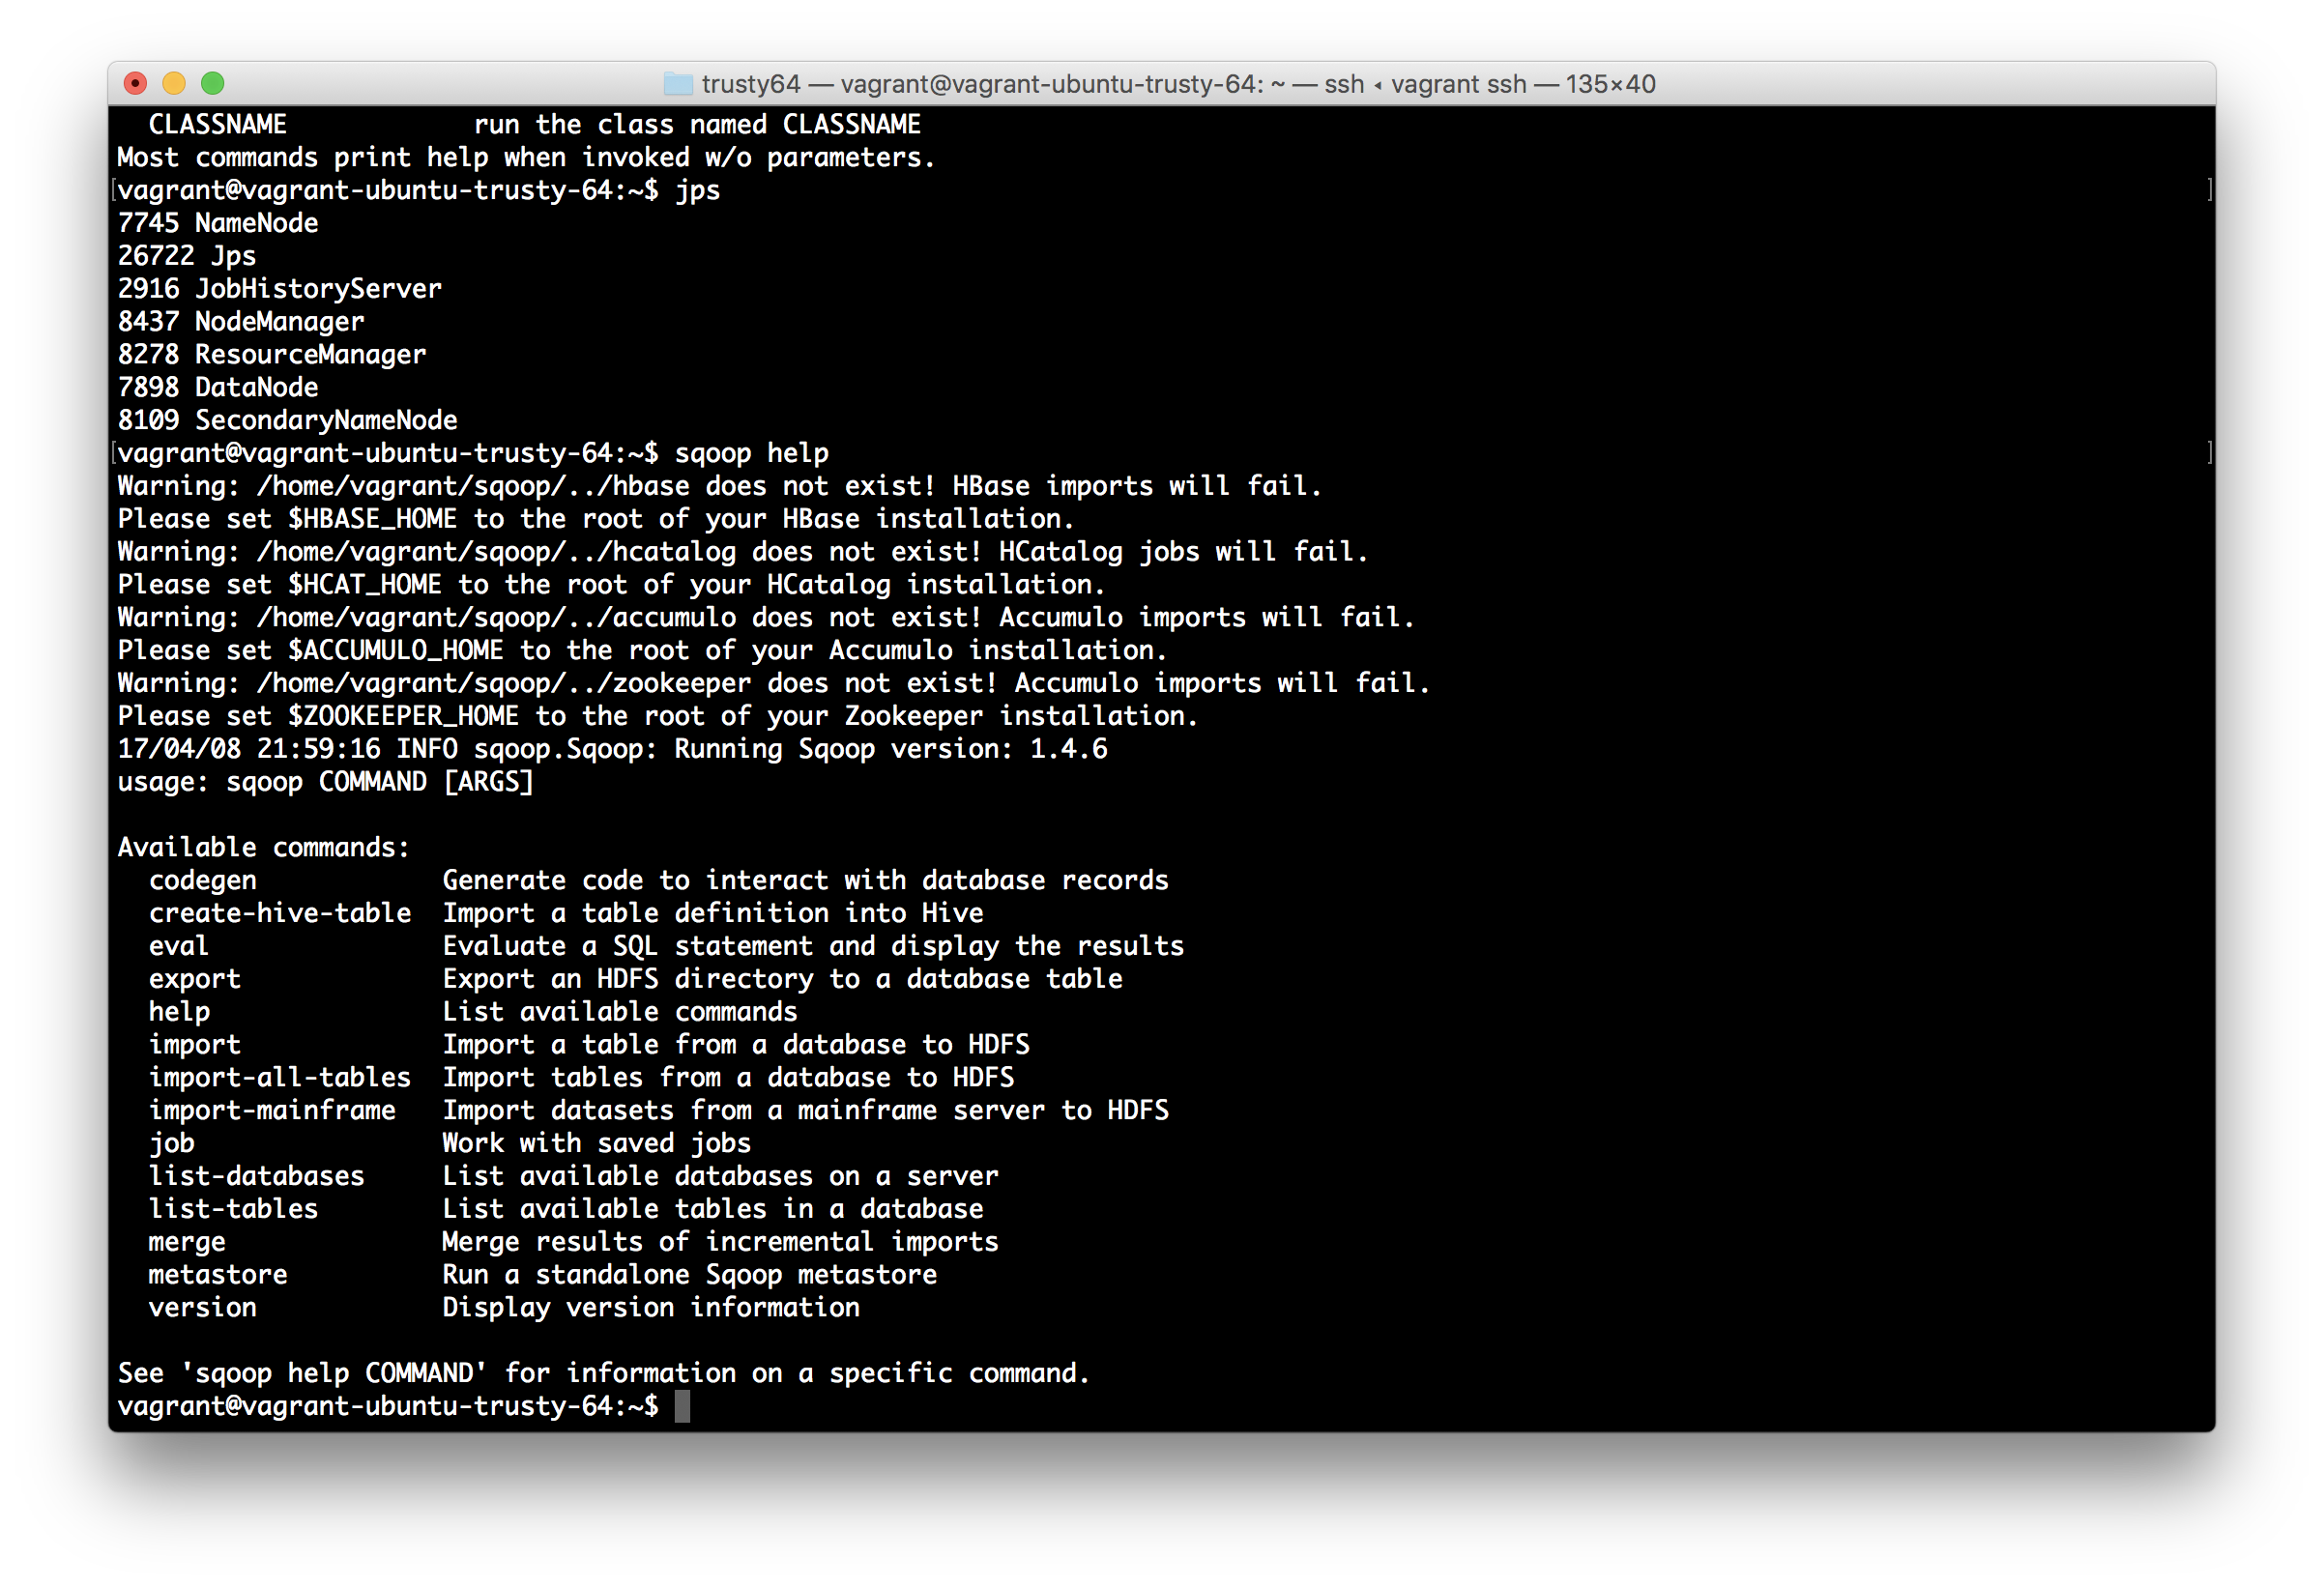 trusty64 — vagrant@vagrant-ubuntu-trusty-64: ~ — ssh ◂ vagrant ssh — 135×40
  CLASSNAME            run the class named CLASSNAME
Most commands print help when invoked w/o parameters.
[vagrant@vagrant-ubuntu-trusty-64:~$ jps ]
7745 NameNode
26722 Jps
2916 JobHistoryServer
8437 NodeManager
8278 ResourceManager
7898 DataNode
8109 SecondaryNameNode
[vagrant@vagrant-ubuntu-trusty-64:~$ sqoop help ]
Warning: /home/vagrant/sqoop/../hbase does not exist! HBase imports will fail.
Please set $HBASE_HOME to the root of your HBase installation.
Warning: /home/vagrant/sqoop/../hcatalog does not exist! HCatalog jobs will fail.
Please set $HCAT_HOME to the root of your HCatalog installation.
Warning: /home/vagrant/sqoop/../accumulo does not exist! Accumulo imports will fail.
Please set $ACCUMULO_HOME to the root of your Accumulo installation.
Warning: /home/vagrant/sqoop/../zookeeper does not exist! Accumulo imports will fail.
Please set $ZOOKEEPER_HOME to the root of your Zookeeper installation.
17/04/08 21:59:16 INFO sqoop.Sqoop: Running Sqoop version: 1.4.6
usage: sqoop COMMAND [ARGS]

Available commands:
  codegen            Generate code to interact with database records
  create-hive-table  Import a table definition into Hive
  eval               Evaluate a SQL statement and display the results
  export             Export an HDFS directory to a database table
  help               List available commands
  import             Import a table from a database to HDFS
  import-all-tables  Import tables from a database to HDFS
  import-mainframe   Import datasets from a mainframe server to HDFS
  job                Work with saved jobs
  list-databases     List available databases on a server
  list-tables        List available tables in a database
  merge              Merge results of incremental imports
  metastore          Run a standalone Sqoop metastore
  version            Display version information

See 'sqoop help COMMAND' for information on a specific command.
vagrant@vagrant-ubuntu-trusty-64:~$